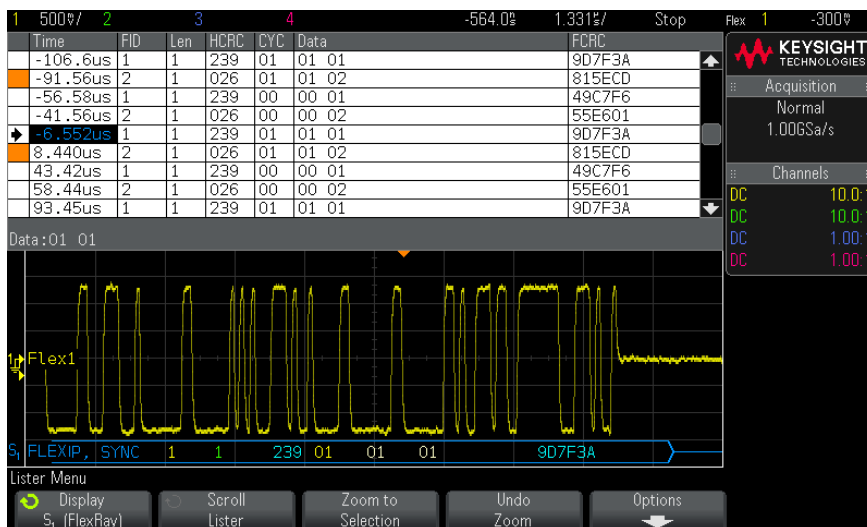 1 500V/ 2 3 4 -564.0ns 1.331s/ Stop Flex 1 -300V
Time FID Len HCRC CYC Data FCRC
-106.6us 1 1 239 01 01 01 9D7F3A
-91.56us 2 1 026 01 01 02 815ECD
-56.58us 1 1 239 00 00 01 49C7F6
-41.56us 2 1 026 00 00 02 55E601
-6.552us 1 1 239 01 01 01 9D7F3A
8.440us 2 1 026 01 01 02 815ECD
43.42us 1 1 239 00 00 01 49C7F6
58.44us 2 1 026 00 00 02 55E601
93.45us 1 1 239 01 01 01 9D7F3A
Data:01 01
KEYSIGHT
TECHNOLOGIES
Acquisition
Normal
1.00GSa/s
Channels
DC 10.0:
DC 10.0:
DC 1.00:
DC 1.00:
1 Flex1
S1 FLEXIP, SYNC 1 1 239 01 01 01 9D7F3A
Lister Menu
Display
S1 (FlexRay)
Scroll
Lister
Zoom to
Selection
Undo
Zoom
Options